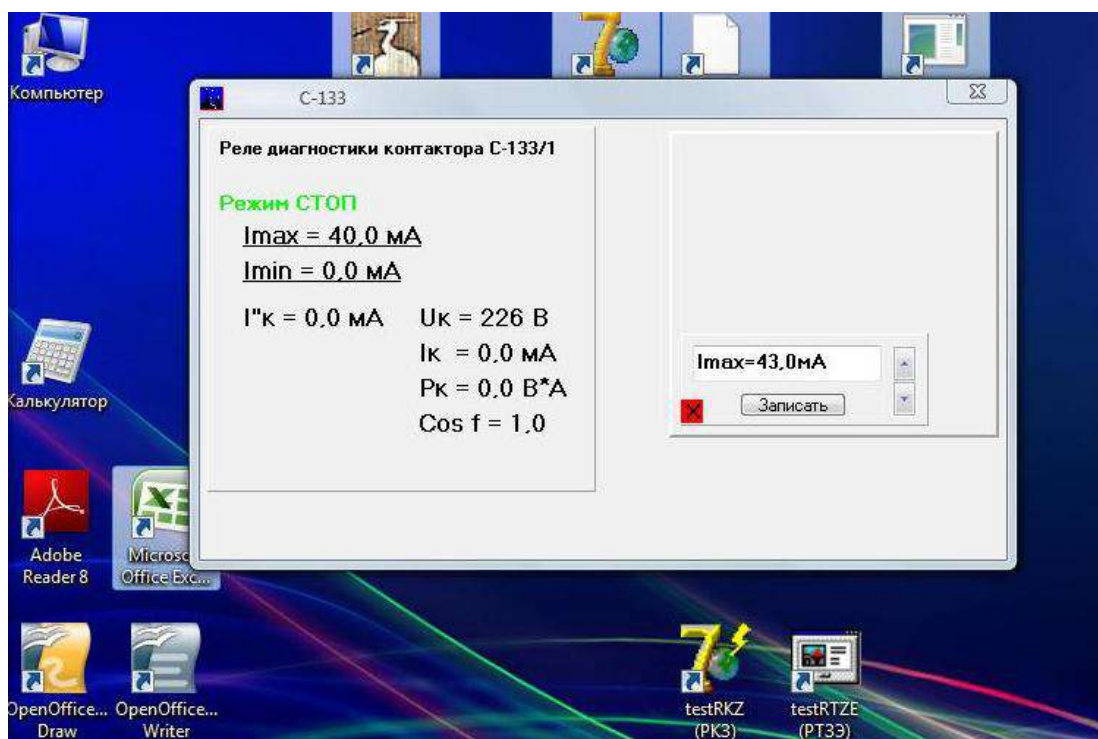 Компьютер
С-133
Реле диагностики контактора С-133/1
Режим СТОП
Imax = 40,0 мА
Imin = 0,0 мА
I"к = 0,0 мА Uк = 226 В
Iк = 0,0 мА
Pк = 0,0 В*А
Cos f = 1,0
Imax=43,0мА
Записать
Калькулятор
Adobe
Reader 8
Microsc
Office Exc...
OpenOffice...
Draw
OpenOffice...
Writer
testRKZ
(РКЗ)
testRTZE
(РТЗЭ)